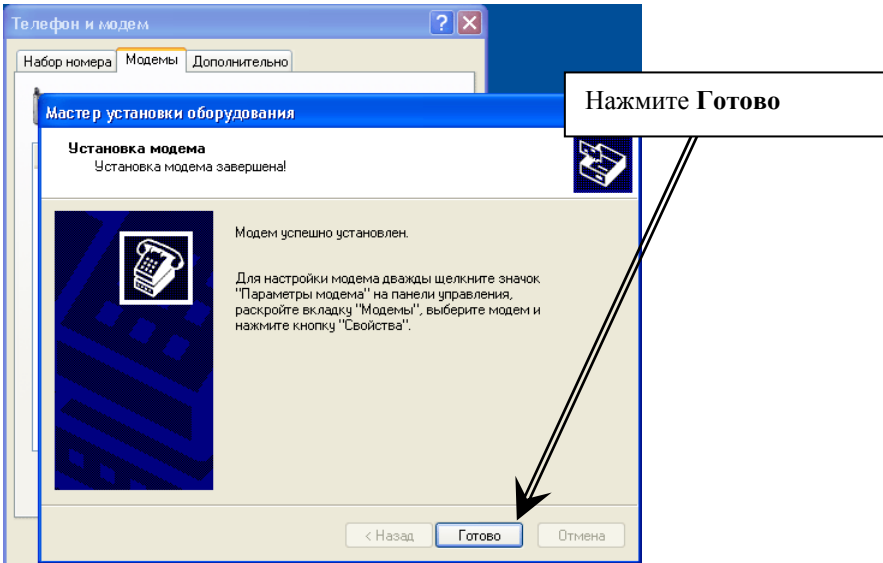 Телефон и модем
Набор номера Модемы Дополнительно
Нажмите Готово
Мастер установки оборудования
Установка модема
Установка модема завершена!
Модем успешно установлен.
Для настройки модема дважды щелкните значок
"Параметры модема" на панели управления,
раскройте вкладку "Модемы", выберите модем и
нажмите кнопку "Свойства".
< Назад Готово Отмена